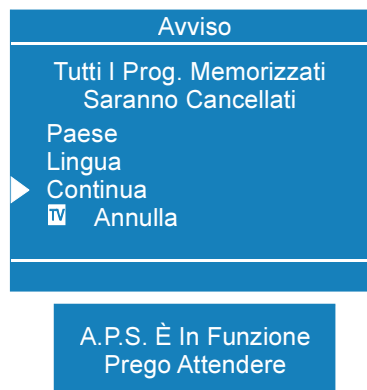 Avviso
Tutti I Prog. Memorizzati
Saranno Cancellati
Paese
Lingua
Continua
TV Annulla
A.P.S. È In Funzione
Prego Attendere